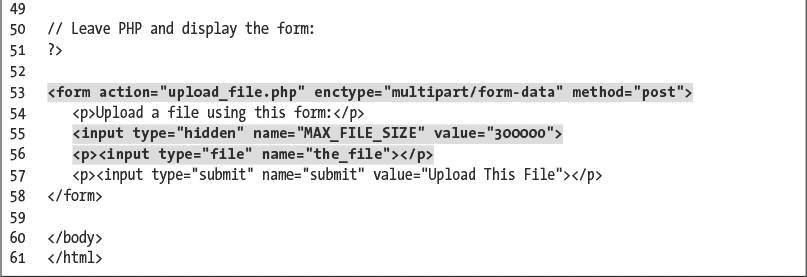 49
50 // Leave PHP and display the form:
51 ?>
52
53 <form action="upload_file.php" enctype="multipart/form-data" method="post">
54 <p>Upload a file using this form:</p>
55 <input type="hidden" name="MAX_FILE_SIZE" value="300000">
56 <p><input type="file" name="the_file"></p>
57 <p><input type="submit" name="submit" value="Upload This File"></p>
58 </form>
59
60 </body>
61 </html>